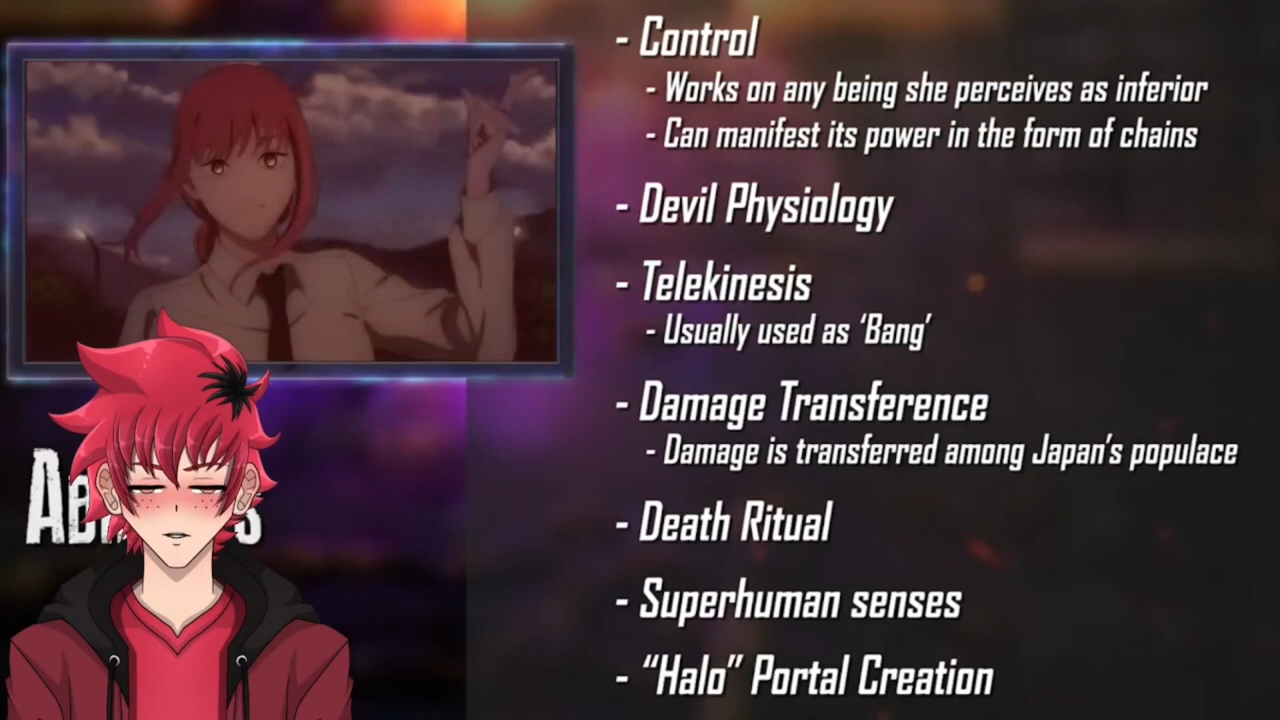 - Control
- Works on any being she perceives as inferior
- Can manifest its power in the form of chains
- Devil Physiology
- Telekinesis
- Usually used as ‘Bang’
- Damage Transference
- Damage is transferred among Japan’s populace
- Death Ritual
- Superhuman senses
- “Halo” Portal Creation